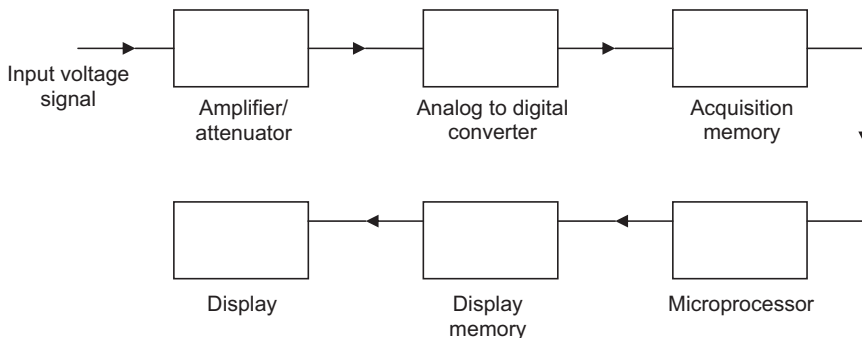 Input voltage
signal
Amplifier/
attenuator
Analog to digital
converter
Acquisition
memory
Display
Display
memory
Microprocessor